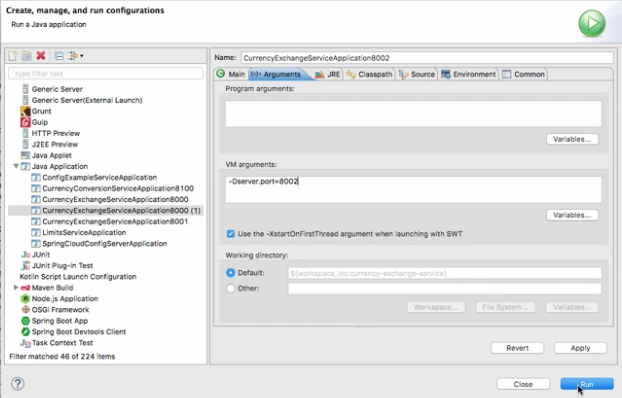 Create, manage, and run configurations
Run a Java application
type filter text
Generic Server
Generic Server(External Launch)
Grunt
Gulp
HTTP Preview
J2EE Preview
Java Applet
Java Application
ConfigExampleServiceApplication
CurrencyConversionServiceApplication8100
CurrencyExchangeServiceApplication8000
CurrencyExchangeServiceApplication8000 (1)
CurrencyExchangeServiceApplication8001
LimitsServiceApplication
SpringCloudConfigServerApplication
JUnit
JUnit Plug-in Test
Kotlin Script Launch Configuration
Maven Build
Node.js Application
OSGi Framework
Spring Boot App
Spring Boot Devtools Client
Task Context Test
Filter matched 46 of 224 items
Name: CurrencyExchangeServiceApplication8002
Main (x)= Arguments JRE Classpath Source Environment Common
Program arguments:
Variables...
VM arguments:
-Dserver.port=8002
Variables...
Use the -XstartOnFirstThread argument when launching with SWT
Working directory:
Default: ${workspace_loc:currency-exchange-service}
Other:
Workspace... File System... Variables...
Revert Apply
? Close Run